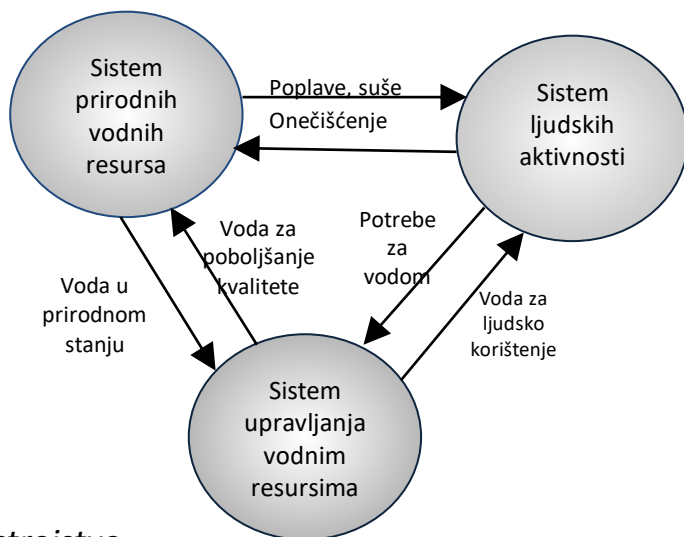 Sistem
prirodnih
vodnih
resursa
Poplave, suše
Onečišćenje
Sistem
ljudskih
aktivnosti
Voda za
poboljšanje
kvalitete
Potrebe
za
vodom
Voda u
prirodnom
stanju
Voda za
ljudsko
korištenje
Sistem
upravljanja
vodnim
resursima